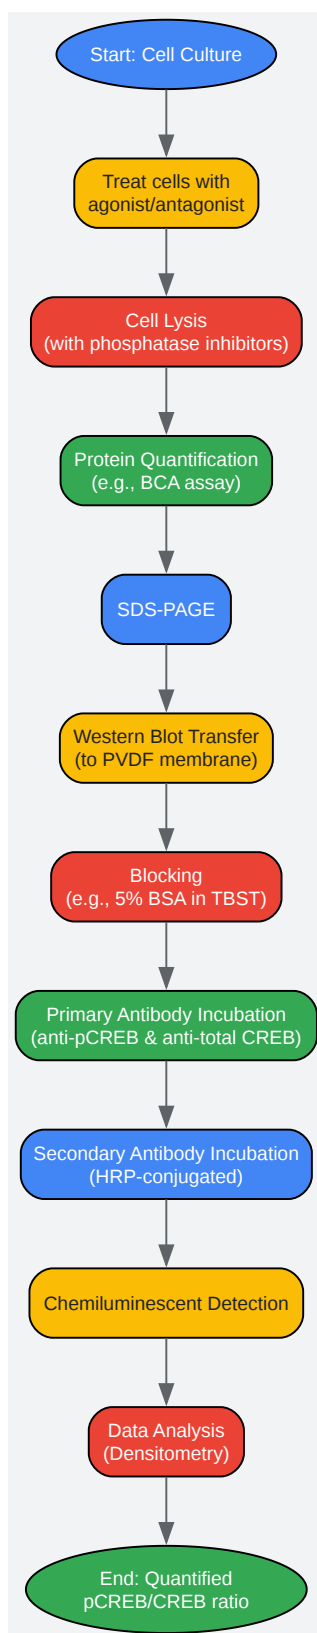 Start: Cell Culture
Treat cells with
agonist/antagonist
Cell Lysis
(with phosphatase inhibitors)
Protein Quantification
(e.g., BCA assay)
SDS-PAGE
Western Blot Transfer
(to PVDF membrane)
Blocking
(e.g., 5% BSA in TBST)
Primary Antibody Incubation
(anti-pCREB & anti-total CREB)
Secondary Antibody Incubation
(HRP-conjugated)
Chemiluminescent Detection
Data Analysis
(Densitometry)
End: Quantified
pCREB/CREB ratio